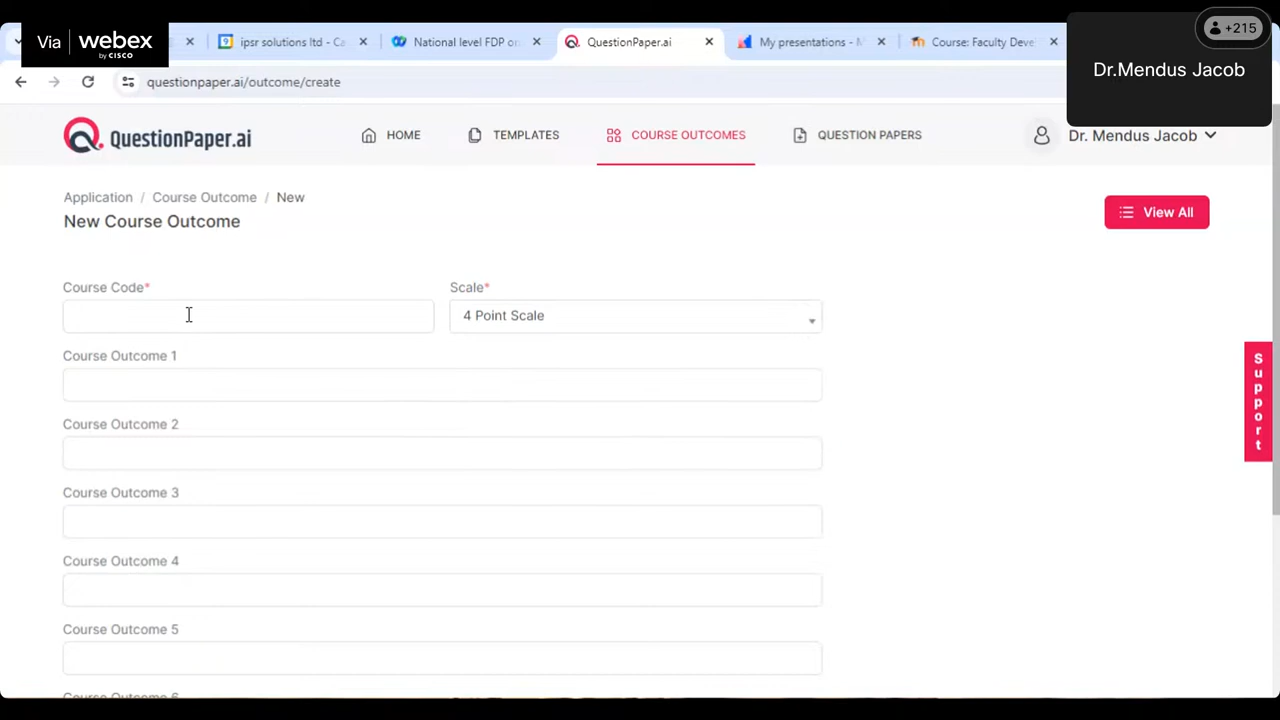 Via webex
by CISCO
ipsr solutions ltd - Ca
National level FDP on
QuestionPaper.ai
My presentations - M
Course: Faculty Deve
+215
Dr.Mendus Jacob
questionpaper.ai/outcome/create
QuestionPaper.ai
HOME
TEMPLATES
COURSE OUTCOMES
QUESTION PAPERS
Dr. Mendus Jacob
Application / Course Outcome / New
New Course Outcome
View All
Course Code*
Scale*
4 Point Scale
Course Outcome 1
Course Outcome 2
Course Outcome 3
Course Outcome 4
Course Outcome 5
Course Outcome 6
Support